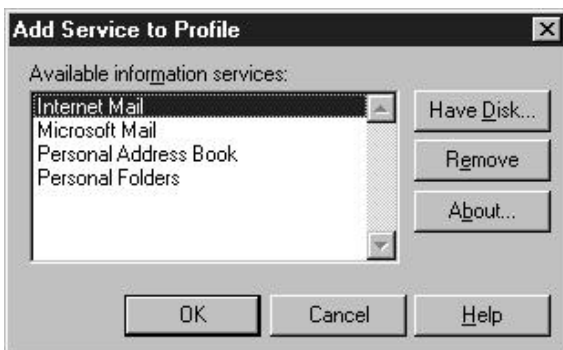 Add Service to Profile
Available information services:
Internet Mail
Microsoft Mail
Personal Address Book
Personal Folders
Have Disk...
Remove
About...
OK
Cancel
Help